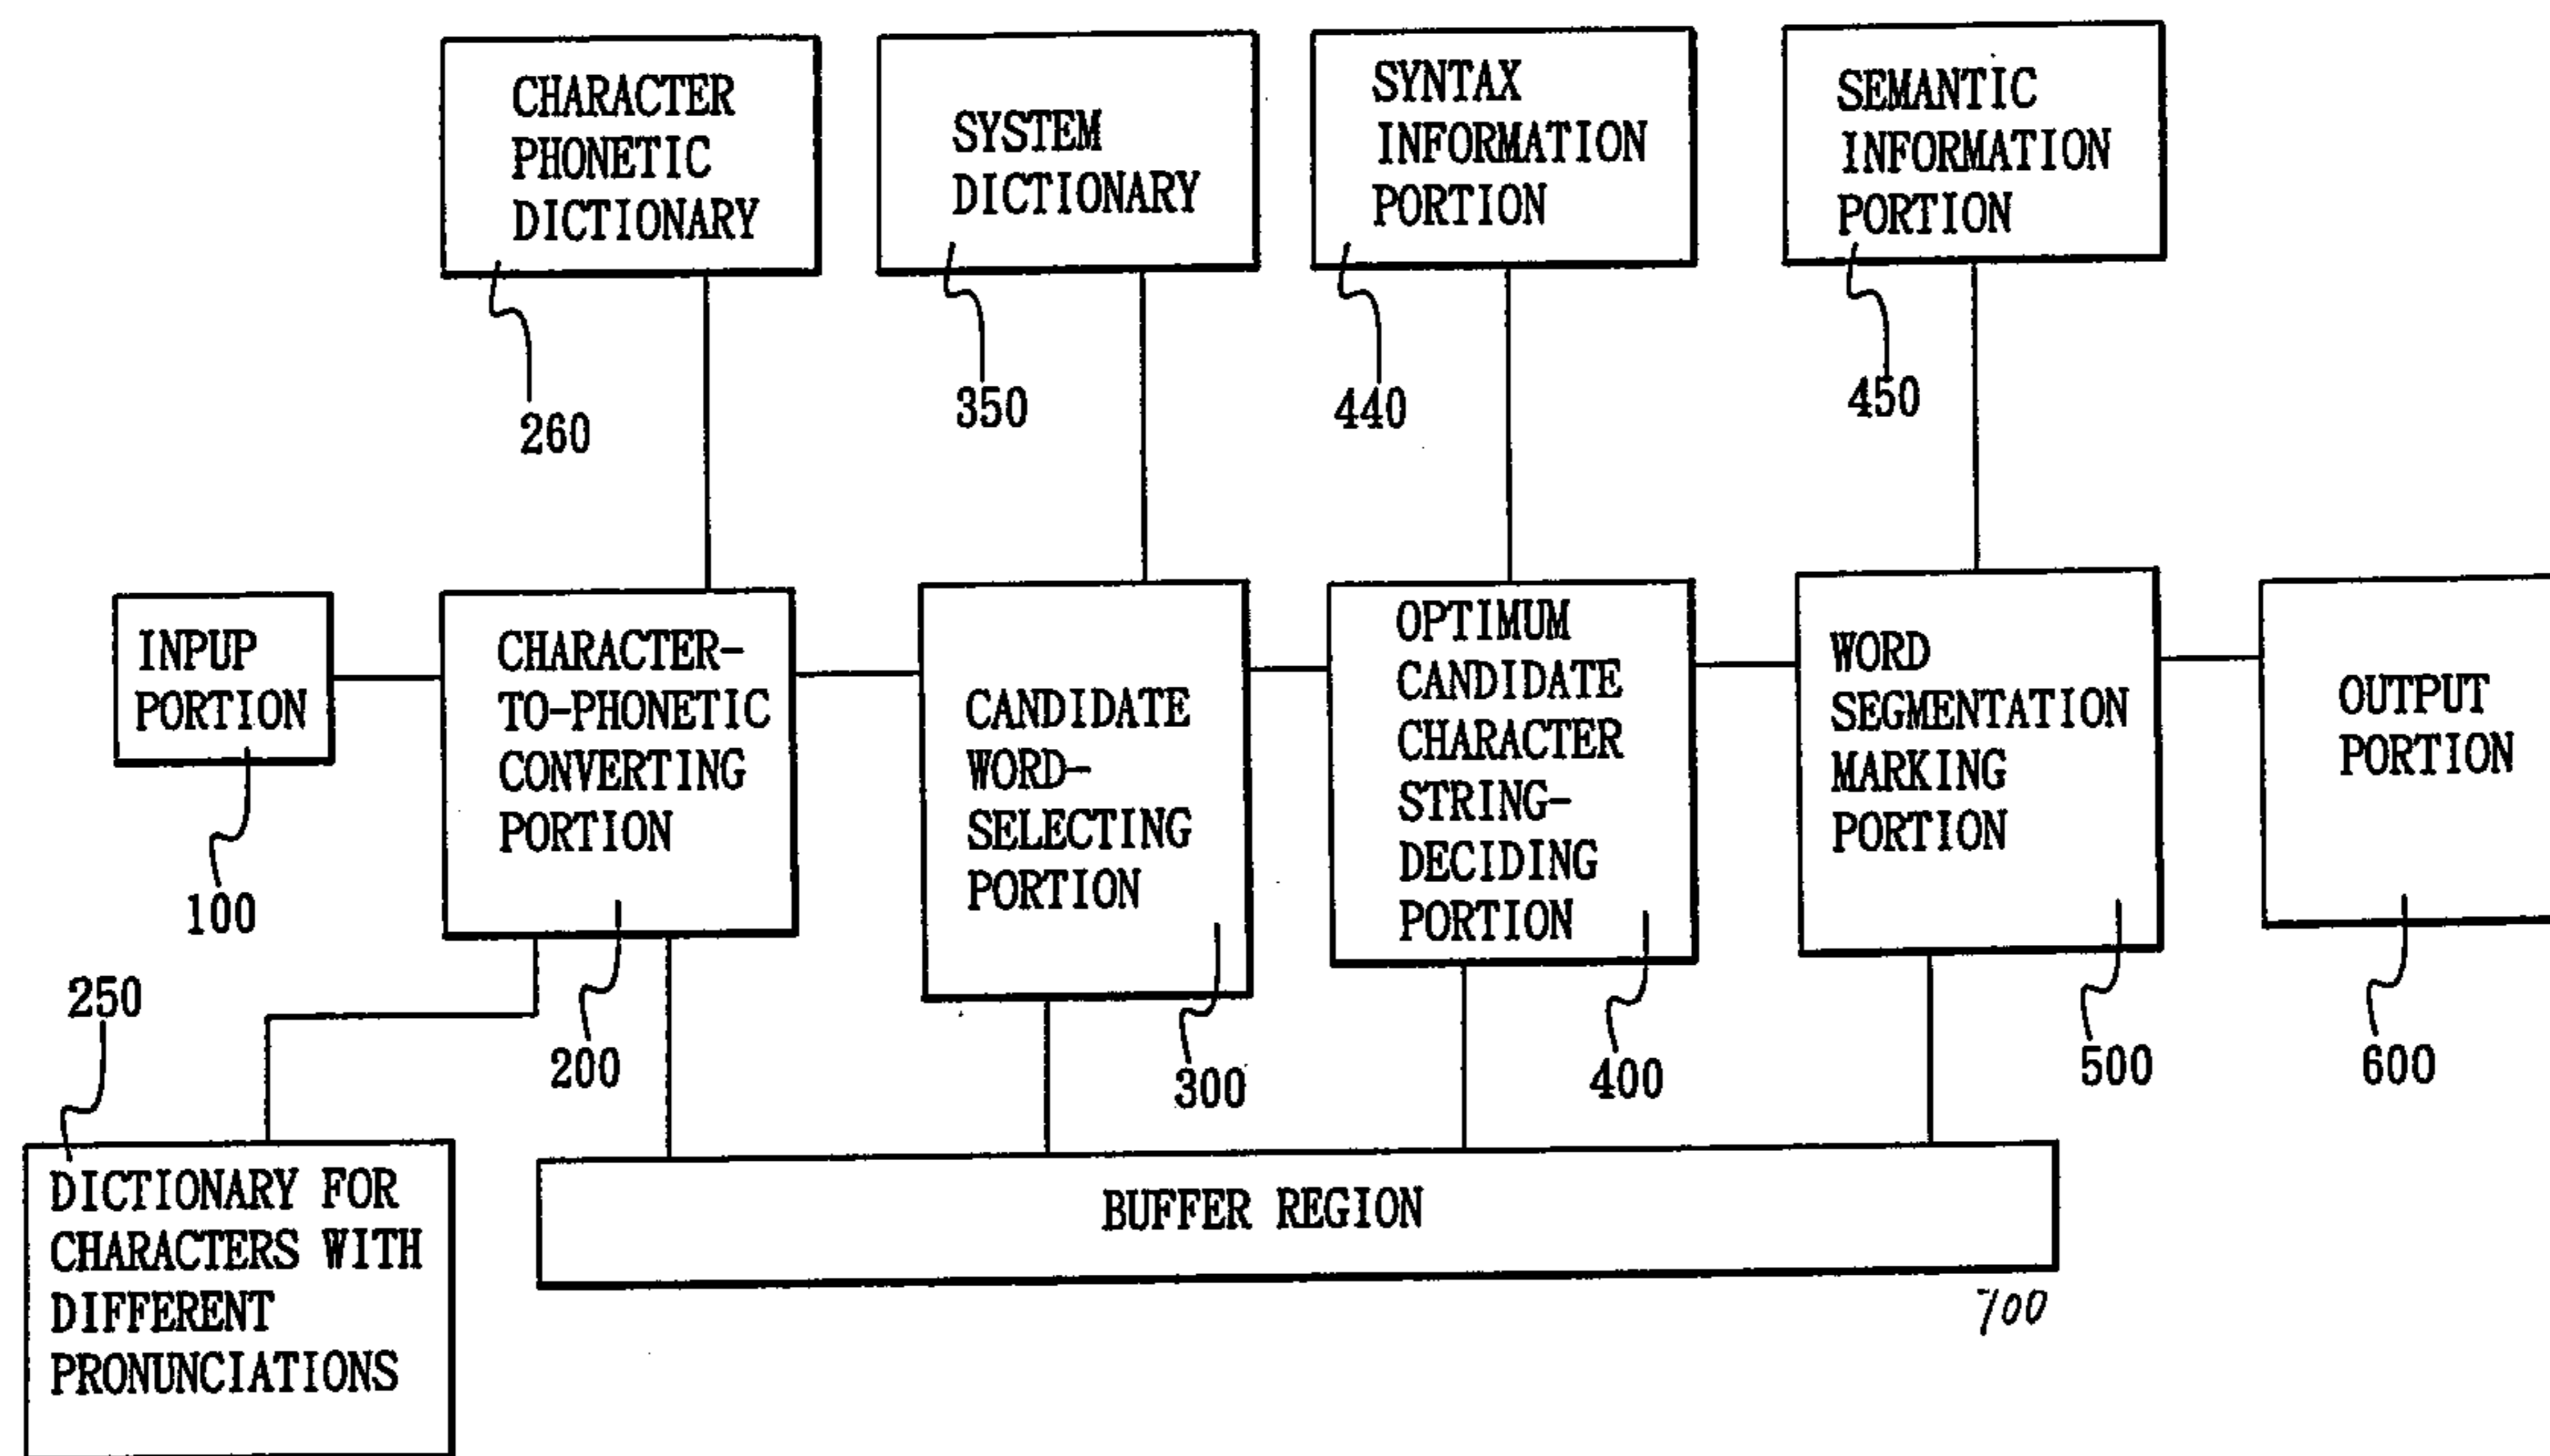 CHARACTER
PHONETIC
DICTIONARY
260
SYSTEM
DICTIONARY
350
SYNTAX
INFORMATION
PORTION
440
SEMANTIC
INFORMATION
PORTION
450
INPUP
PORTION
100
CHARACTER-
TO-PHONETIC
CONVERTING
PORTION
200
CANDIDATE
WORD-
SELECTING
PORTION
300
OPTIMUM
CANDIDATE
CHARACTER
STRING-
DECIDING
PORTION
400
WORD
SEGMENTATION
MARKING
PORTION
500
OUTPUT
PORTION
600
250
DICTIONARY FOR
CHARACTERS WITH
DIFFERENT
PRONUNCIATIONS
BUFFER REGION
700